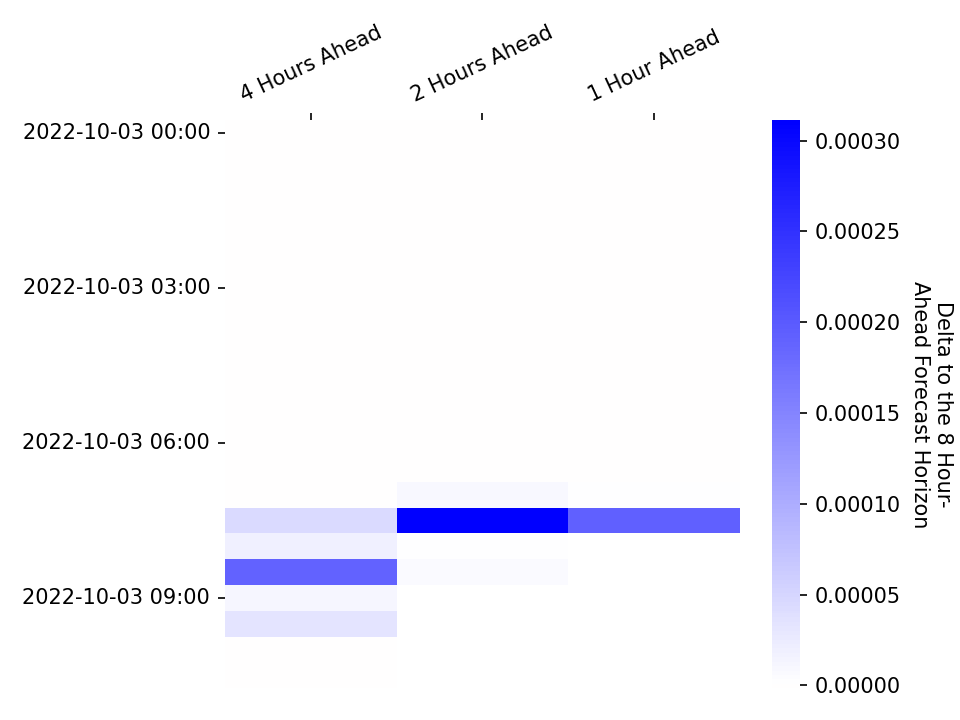 4 Hours Ahead
2 Hours Ahead
1 Hour Ahead
2022-10-03 00:00
2022-10-03 03:00
2022-10-03 06:00
2022-10-03 09:00
0.00030
0.00025
0.00020
0.00015
0.00010
0.00005
0.00000
Delta to the 8 Hour-
Ahead Forecast Horizon